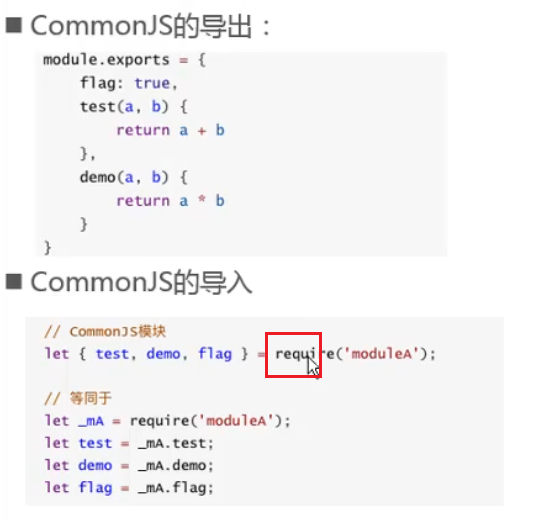 ■ CommonJS的导出：
module.exports = {
    flag: true,
    test(a, b) {
        return a + b
    },
    demo(a, b) {
        return a * b
    }
}
■ CommonJS的导入
// CommonJS模块
let { test, demo, flag } = require('moduleA');
// 等同于
let _mA = require('moduleA');
let test = _mA.test;
let demo = _mA.demo;
let flag = _mA.flag;